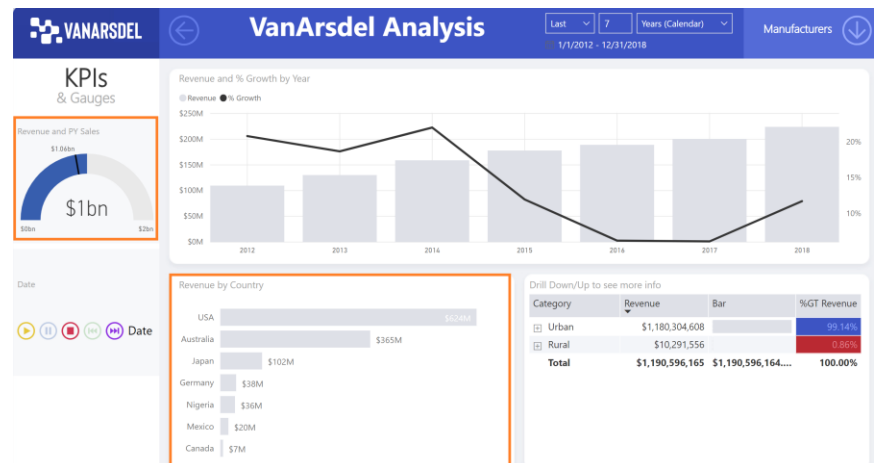 VANARSDEL
VanArsdel Analysis
Last
7
Years (Calendar)
1/1/2012 - 12/31/2018
Manufacturers
KPIs
& Gauges
Revenue and PY Sales
$1.06bn
$1bn
$0bn
$2bn
Date
Date
Revenue and % Growth by Year
Revenue % Growth
$250M
$200M
$150M
$100M
$50M
$0M
20%
15%
10%
2012 2013 2014 2015 2016 2017 2018
Revenue by Country
USA $624M
Australia $365M
Japan $102M
Germany $38M
Nigeria $36M
Mexico $20M
Canada $7M
Drill Down/Up to see more info
Category Revenue Bar %GT Revenue
Urban $1,180,304,608 99.14%
Rural $10,291,556 0.86%
Total $1,190,596,165 $1,190,596,164.... 100.00%